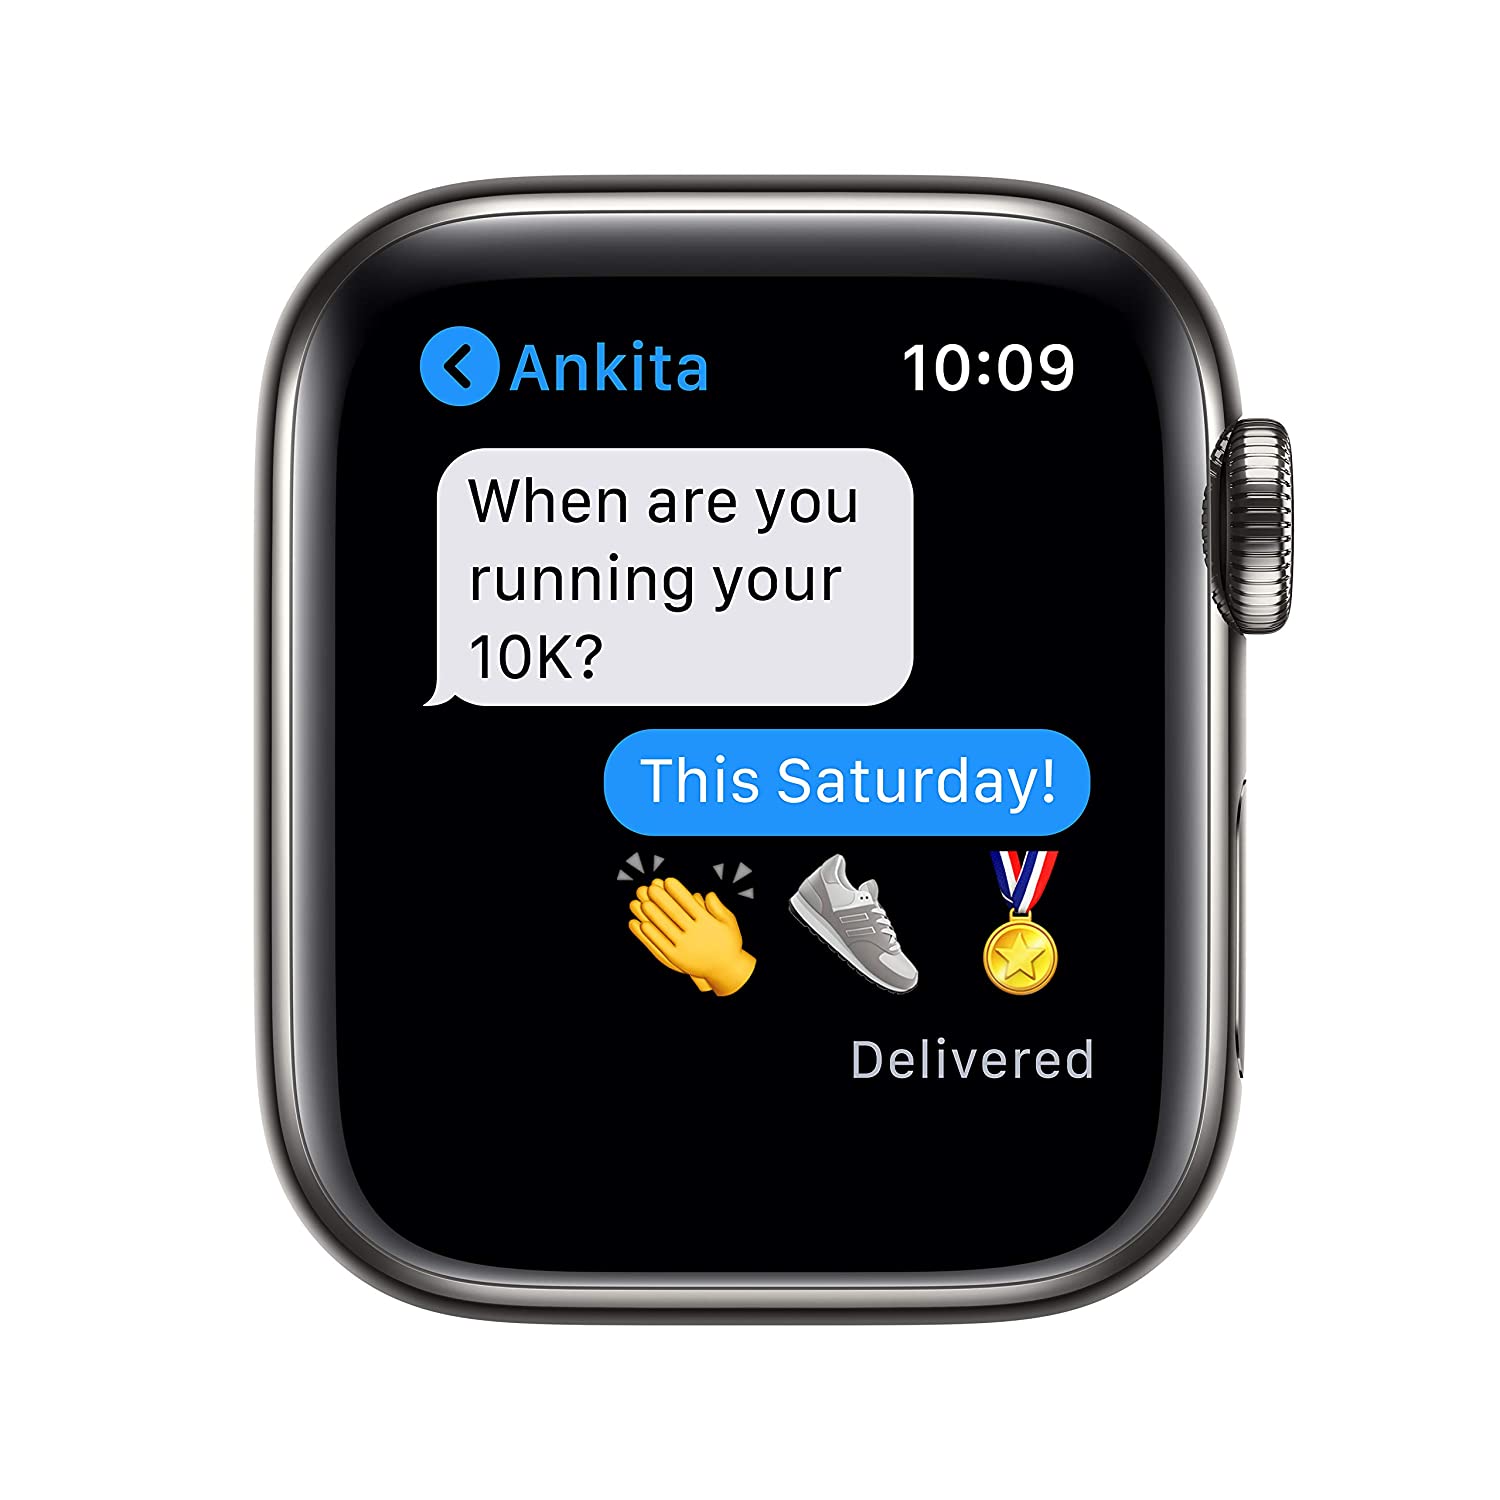 Ankita
10:09
When are you
running your
10K?
This Saturday!
👏 👟 🏅
Delivered